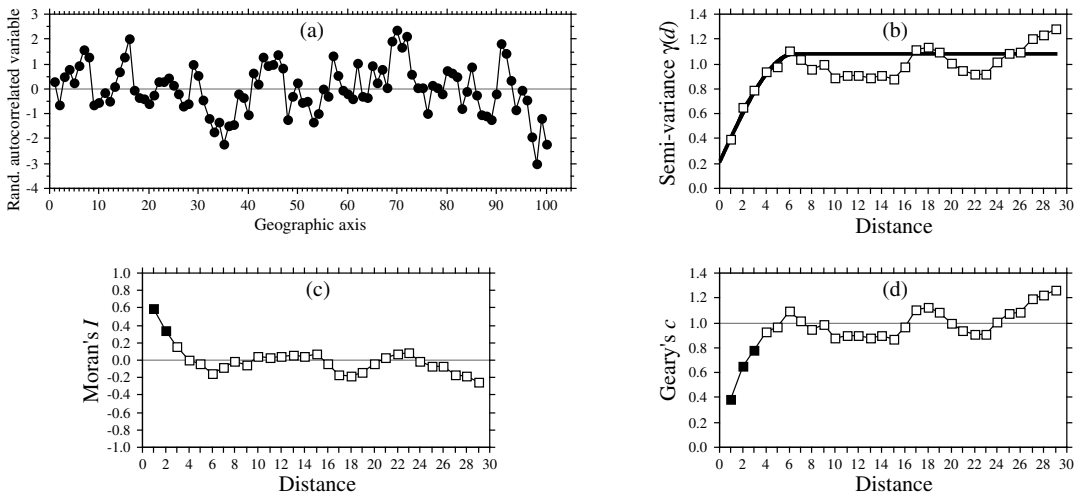 (a)
Rand. autocorrelated variable
3
2
1
0
-1
-2
-3
-4
0 10 20 30 40 50 60 70 80 90 100
Geographic axis
(b)
Semi-variance γ(d)
1.4
1.2
1.0
0.8
0.6
0.4
0.2
0.0
0 2 4 6 8 10 12 14 16 18 20 22 24 26 28 30
Distance
(c)
Moran's I
1.0
0.8
0.6
0.4
0.2
0.0
-0.2
-0.4
-0.6
-0.8
-1.0
0 2 4 6 8 10 12 14 16 18 20 22 24 26 28 30
Distance
(d)
Geary's c
1.4
1.2
1.0
0.8
0.6
0.4
0.2
0.0
0 2 4 6 8 10 12 14 16 18 20 22 24 26 28 30
Distance